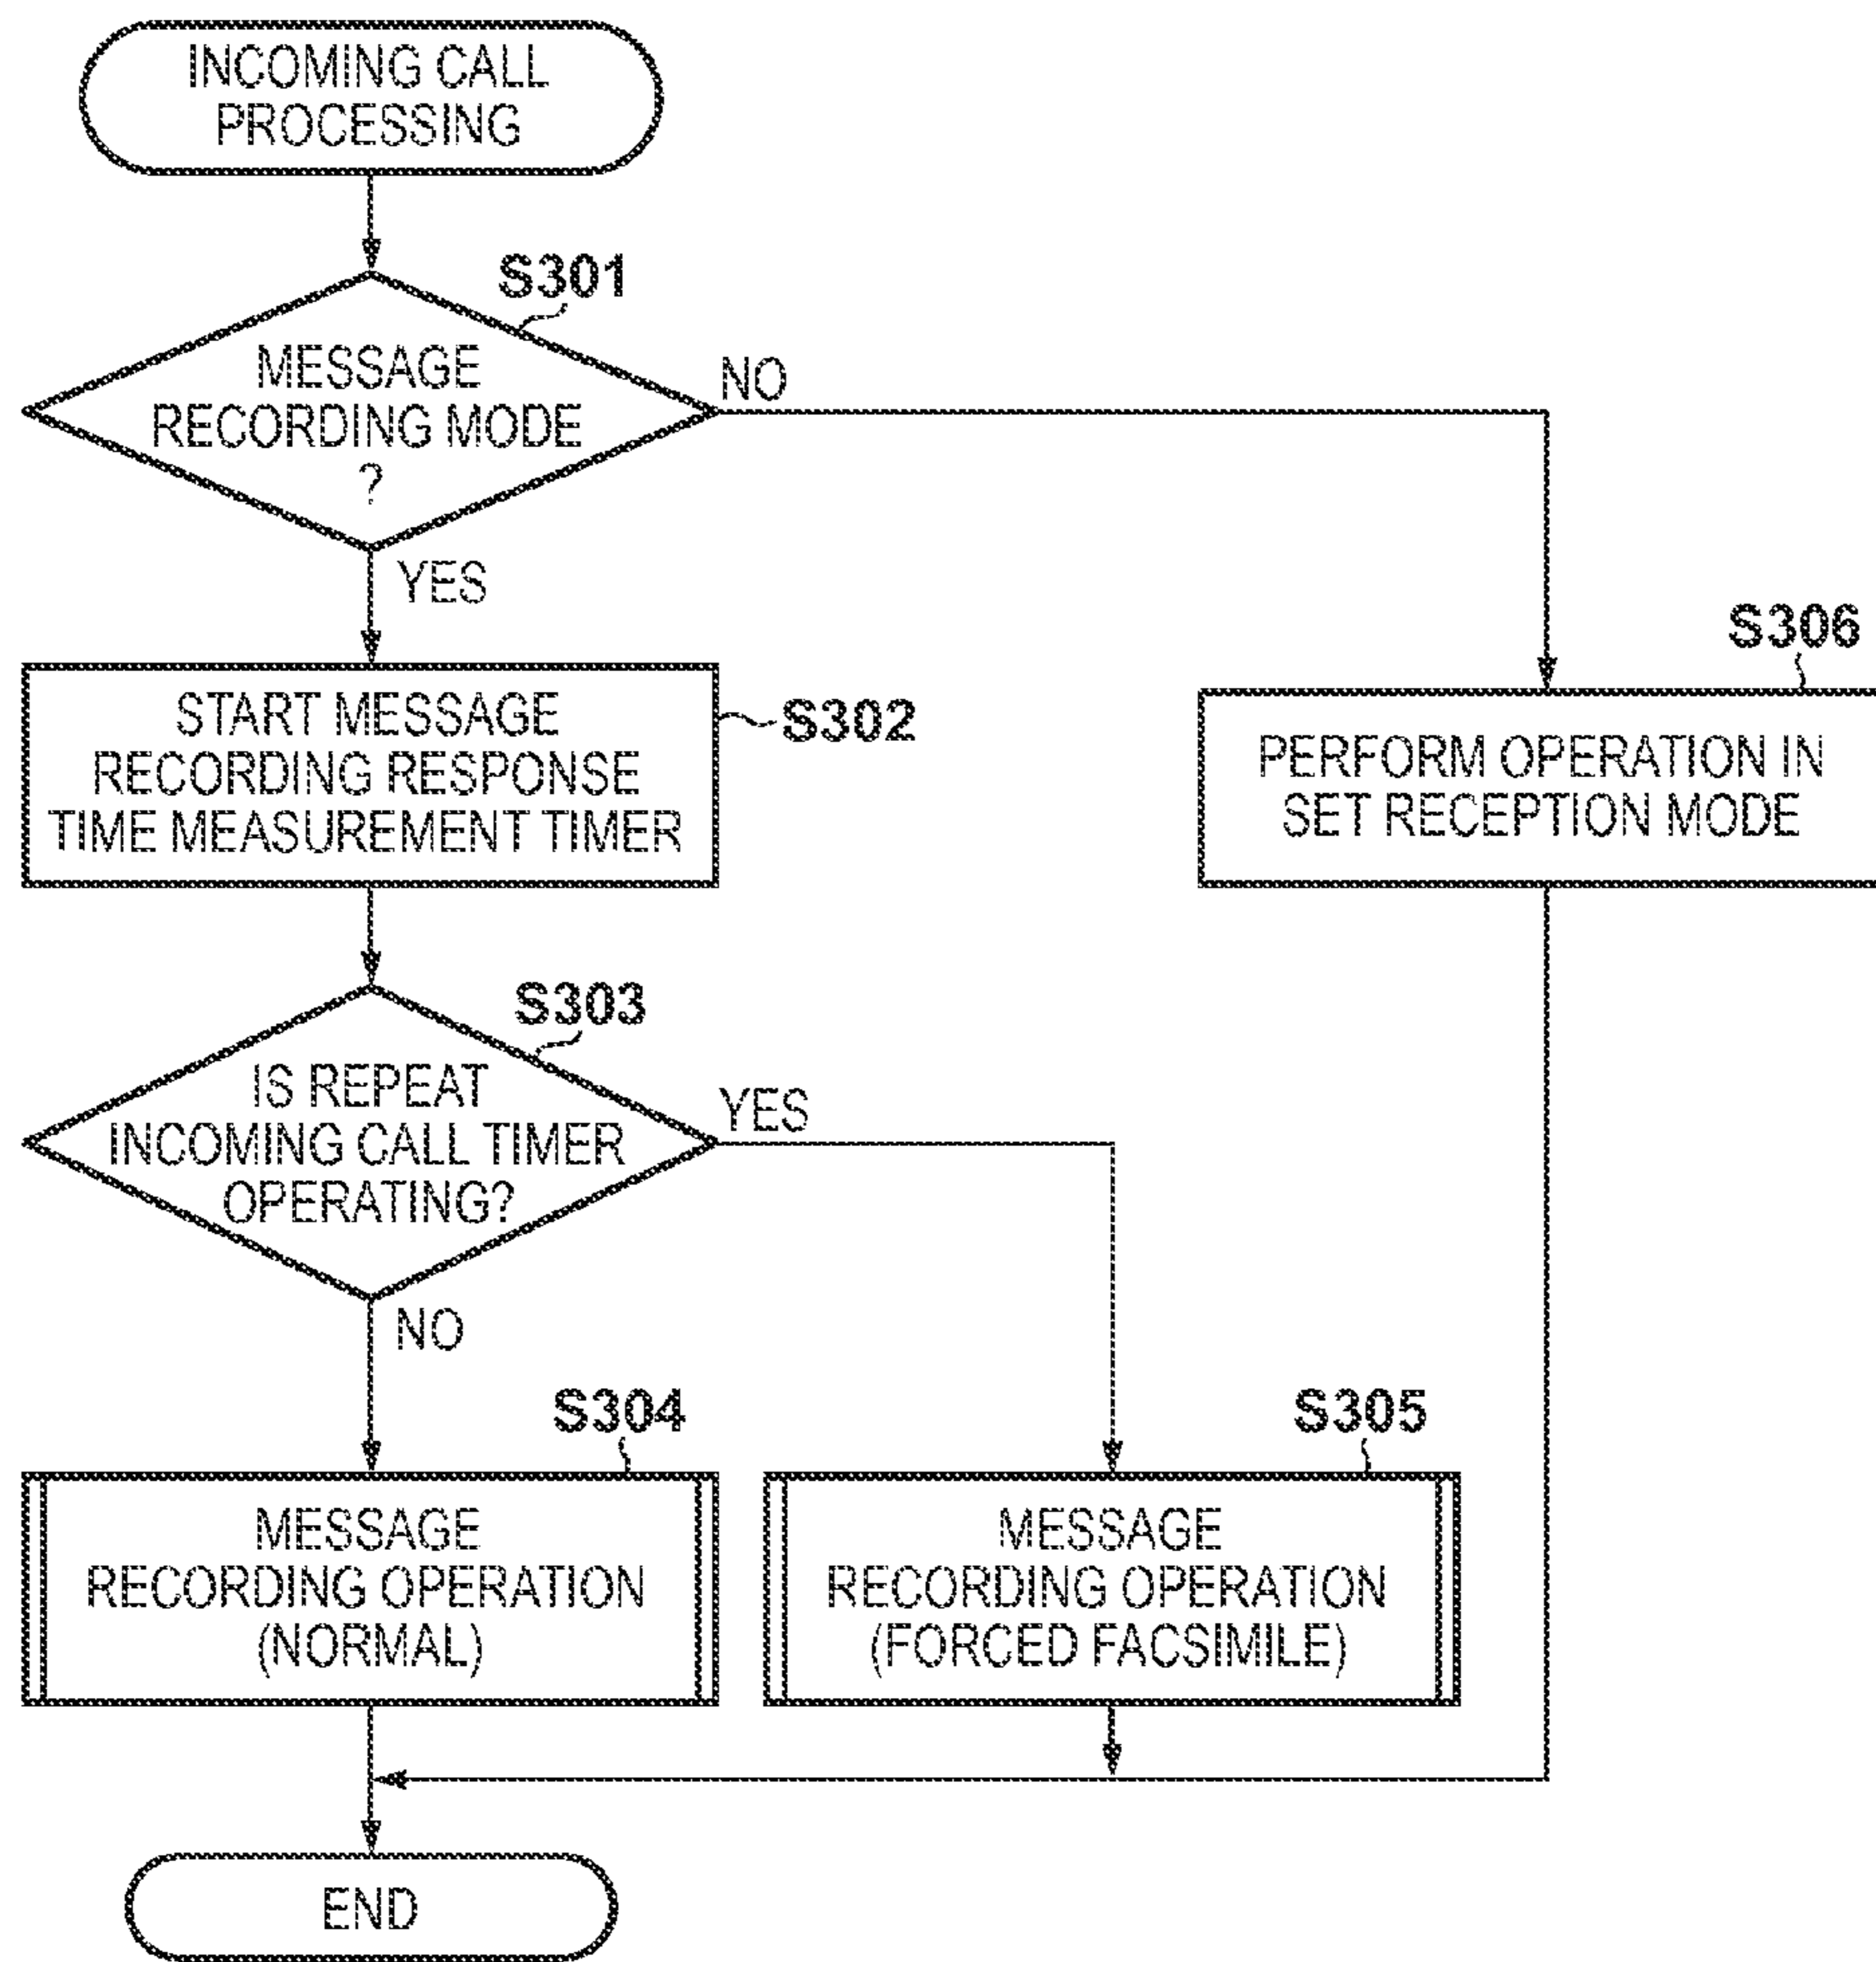 INCOMING CALL
PROCESSING
S301
MESSAGE
RECORDING MODE
?
NO
YES
START MESSAGE
RECORDING RESPONSE
TIME MEASUREMENT TIMER
S302
S306
PERFORM OPERATION IN
SET RECEPTION MODE
S303
IS REPEAT
INCOMING CALL TIMER
OPERATING?
YES
NO
S304
MESSAGE
RECORDING OPERATION
(NORMAL)
S305
MESSAGE
RECORDING OPERATION
(FORCED FACSIMILE)
END